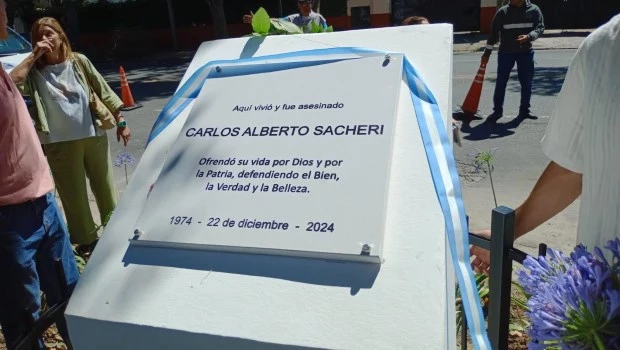 Aquí vivió y fue asesinado
CARLOS ALBERTO SACHERI
Ofrendó su vida por Dios y por
la Patria, defendiendo el Bien,
la Verdad y la Belleza.
1974 - 22 de diciembre - 2024